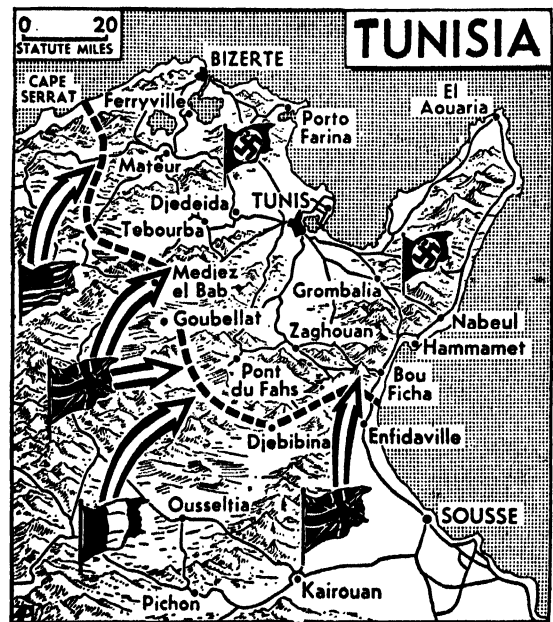 0 20
STATUTE MILES
TUNISIA
BIZERTE
CAPE
SERRAT
Ferryville
El
Aouaria
Porto
Farina
Mateur
Djedeida
TUNIS
Tebourba
Medjez
el Bab
Grombalia
Goubellat
Zaghouan
Nabeul
Hammamet
Pont
du Fahs
Bou
Ficha
Djebibina
Enfidaville
Ousseltia
SOUSSE
Kairouan
Pichon